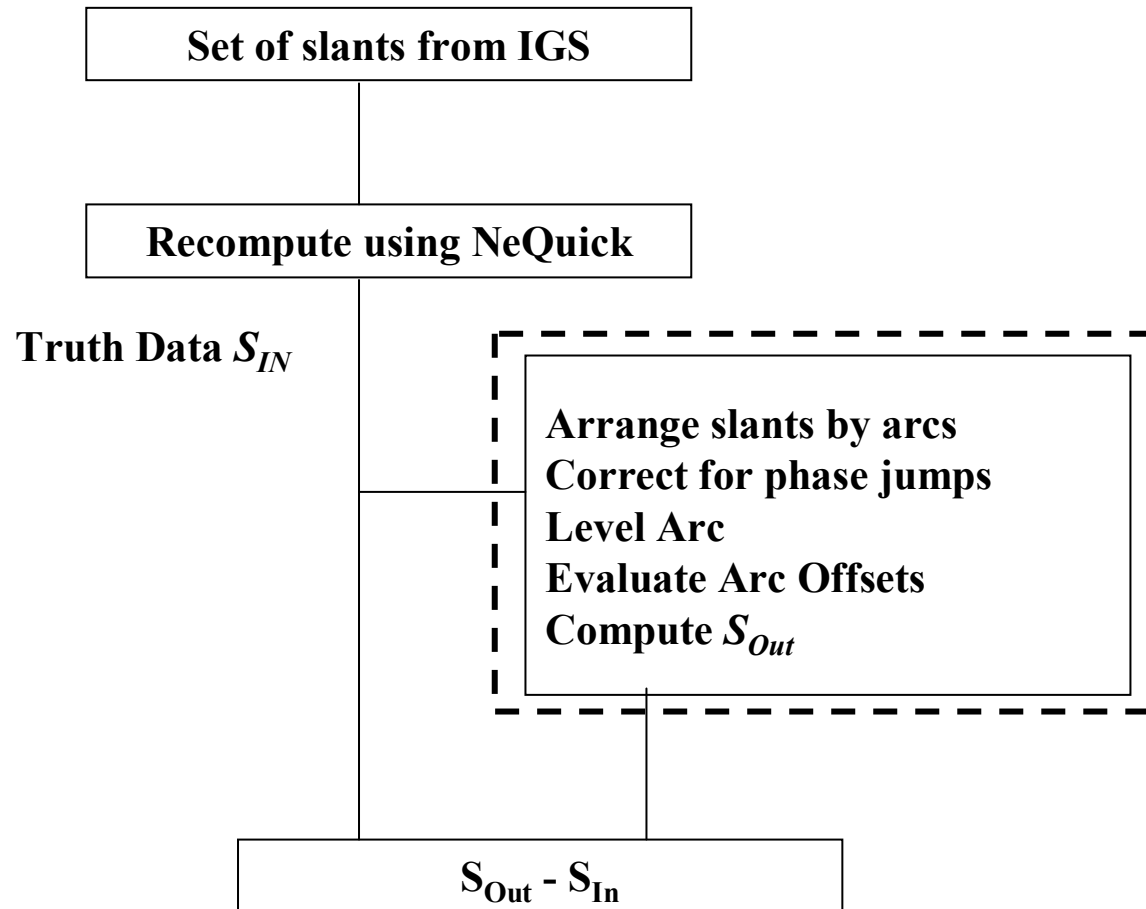 Set of slants from IGS
Recompute using NeQuick
Truth Data S_IN
Arrange slants by arcs
Correct for phase jumps
Level Arc
Evaluate Arc Offsets
Compute S_Out
S_Out - S_In